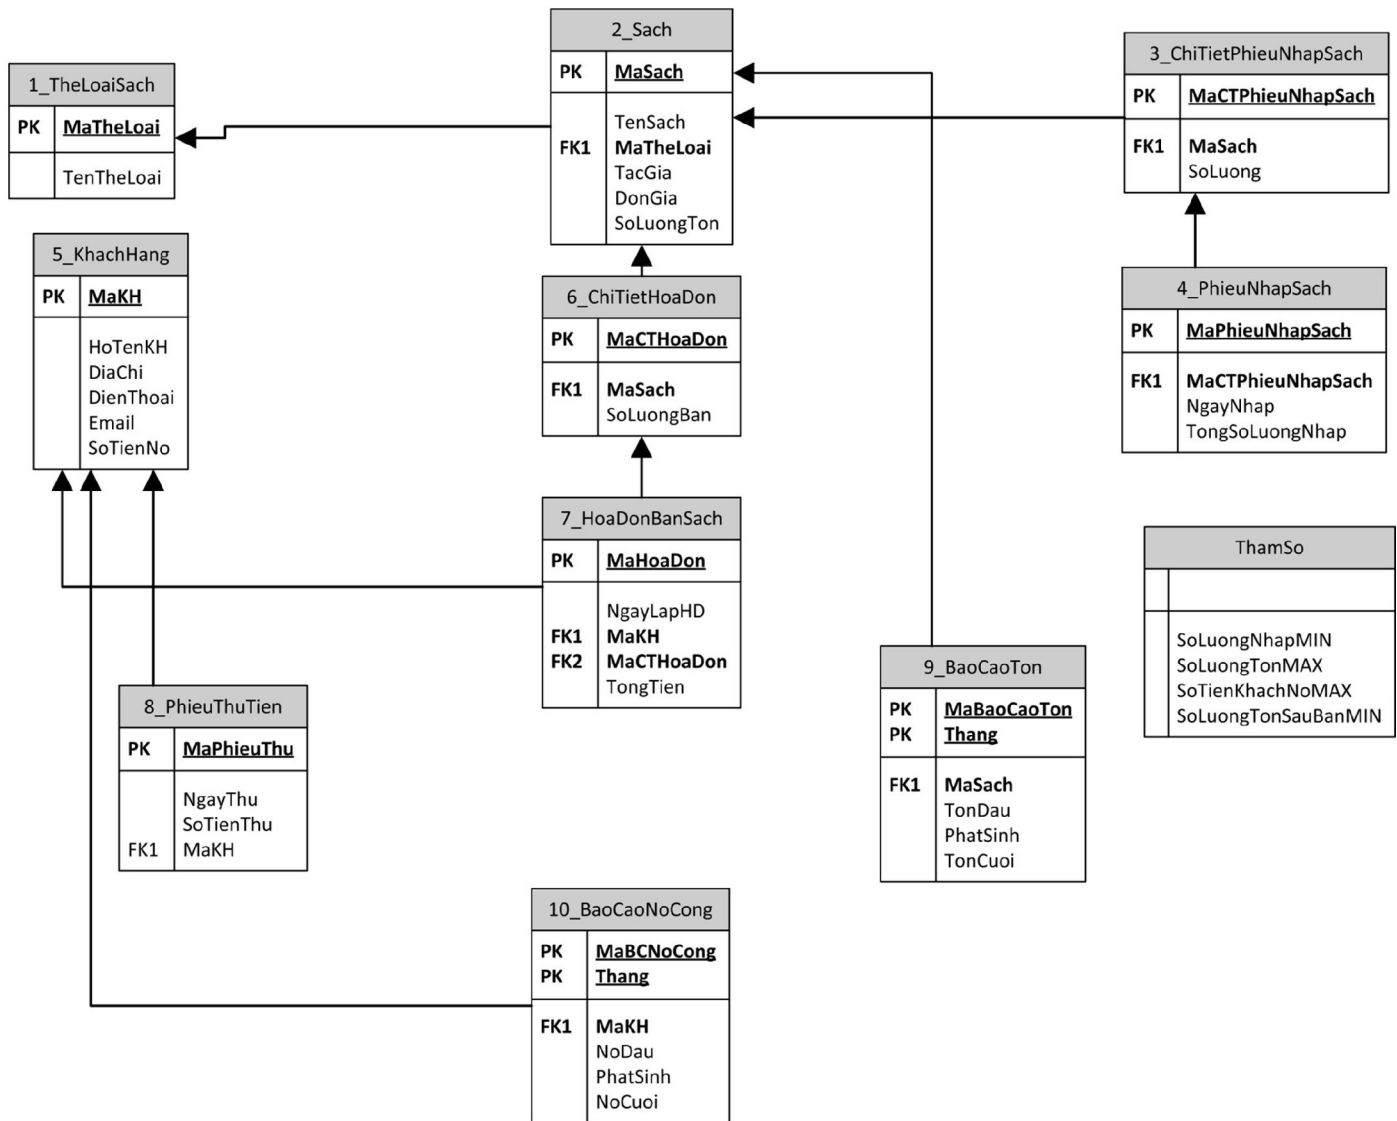 1_TheLoaiSach
PK MaTheLoai
TenTheLoai
2_Sach
PK MaSach
TenSach
FK1 MaTheLoai
TacGia
DonGia
SoLuongTon
3_ChiTietPhieuNhapSach
PK MaCTPhieuNhapSach
FK1 MaSach
SoLuong
4_PhieuNhapSach
PK MaPhieuNhapSach
FK1 MaCTPhieuNhapSach
NgayNhap
TongSoLuongNhap
5_KhachHang
PK MaKH
HoTenKH
DiaChi
DienThoai
Email
SoTienNo
6_ChiTietHoaDon
PK MaCTHoaDon
FK1 MaSach
SoLuongBan
7_HoaDonBanSach
PK MaHoaDon
NgayLapHD
FK1 MaKH
FK2 MaCTHoaDon
TongTien
ThamSo
SoLuongNhapMIN
SoLuongTonMAX
SoTienKhachNoMAX
SoLuongTonSauBanMIN
8_PhieuThuTien
PK MaPhieuThu
NgayThu
SoTienThu
FK1 MaKH
9_BaoCaoTon
PK MaBaoCaoTon
PK Thang
FK1 MaSach
TonDau
PhatSinh
TonCuoi
10_BaoCaoNoCong
PK MaBCNoCong
PK Thang
FK1 MaKH
NoDau
PhatSinh
NoCuoi